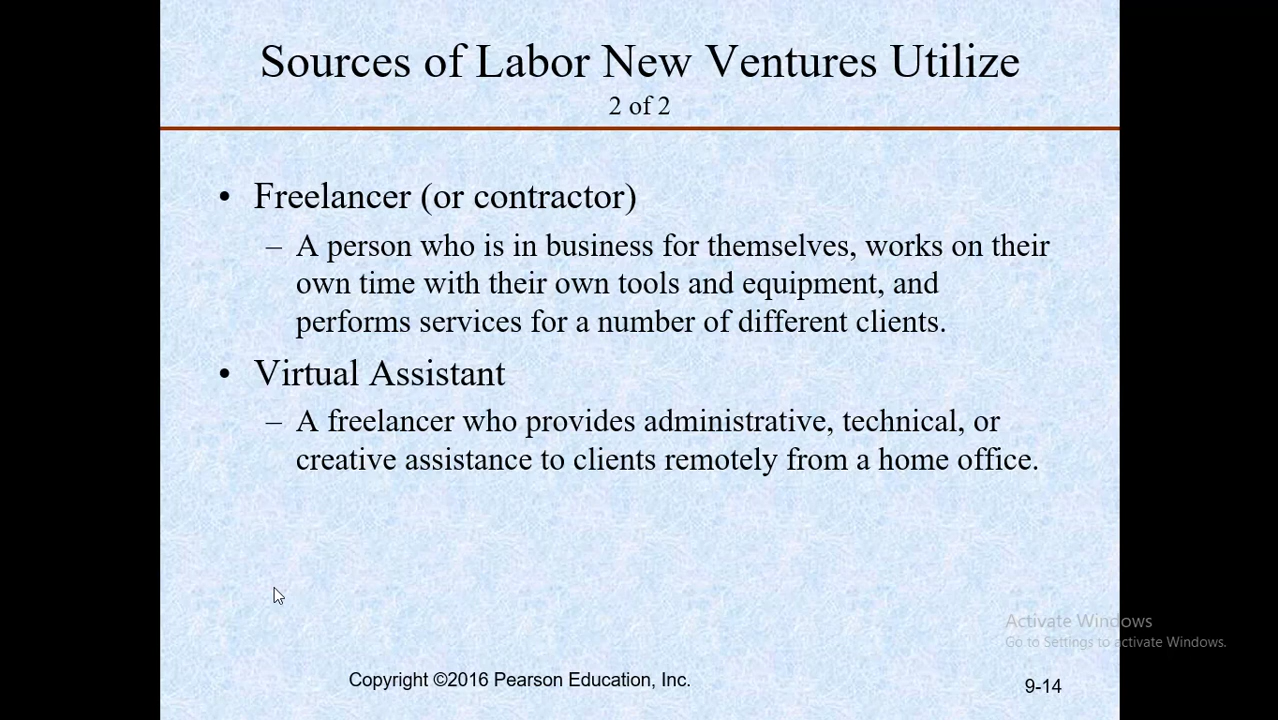 Sources of Labor New Ventures Utilize
2 of 2
• Freelancer (or contractor)
– A person who is in business for themselves, works on their
own time with their own tools and equipment, and
performs services for a number of different clients.
• Virtual Assistant
– A freelancer who provides administrative, technical, or
creative assistance to clients remotely from a home office.
Activate Windows
Go to Settings to activate Windows.
Copyright ©2016 Pearson Education, Inc.
9-14